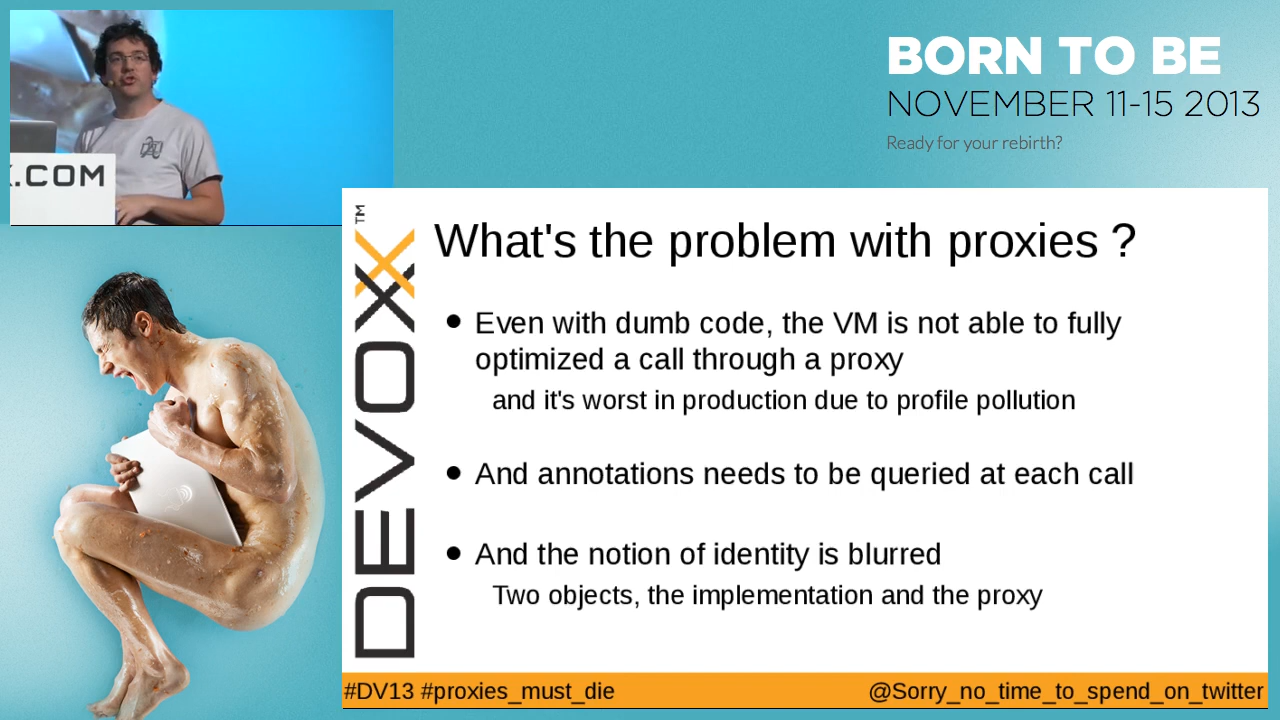 BORN TO BE
NOVEMBER 11-15 2013
Ready for your rebirth?
.COM
DEVOXX™
What's the problem with proxies ?
Even with dumb code, the VM is not able to fully
optimized a call through a proxy
and it's worst in production due to profile pollution
And annotations needs to be queried at each call
And the notion of identity is blurred
Two objects, the implementation and the proxy
#DV13 #proxies_must_die
@Sorry_no_time_to_spend_on_twitter